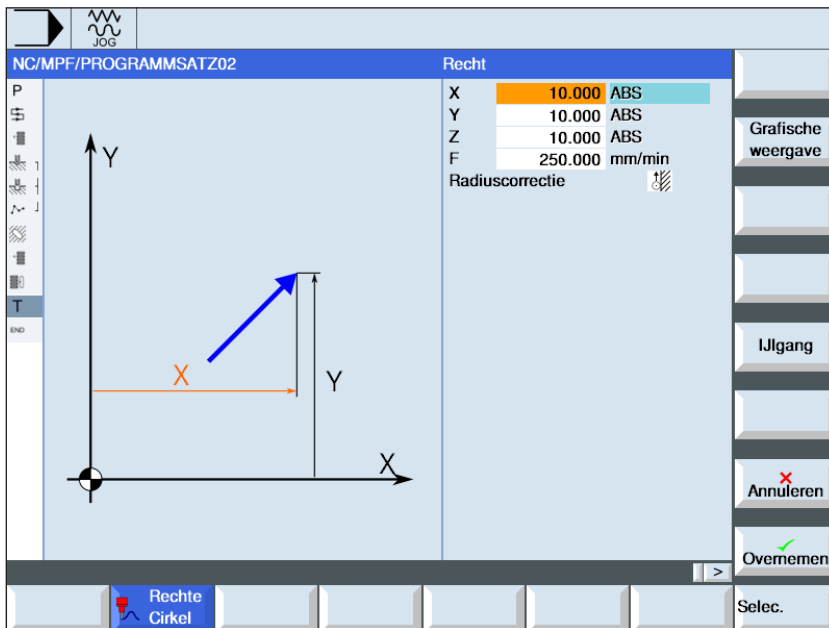 JOG
NC/MPF/PROGRAMMSATZ02
Recht
P
T
END
Y
X
Y
X
X 10.000 ABS
Y 10.000 ABS
Z 10.000 ABS
F 250.000 mm/min
Radiuscorrectie
Grafische
weergave
IJlgang
Annuleren
Overnemen
>
Rechte
Cirkel
Selec.